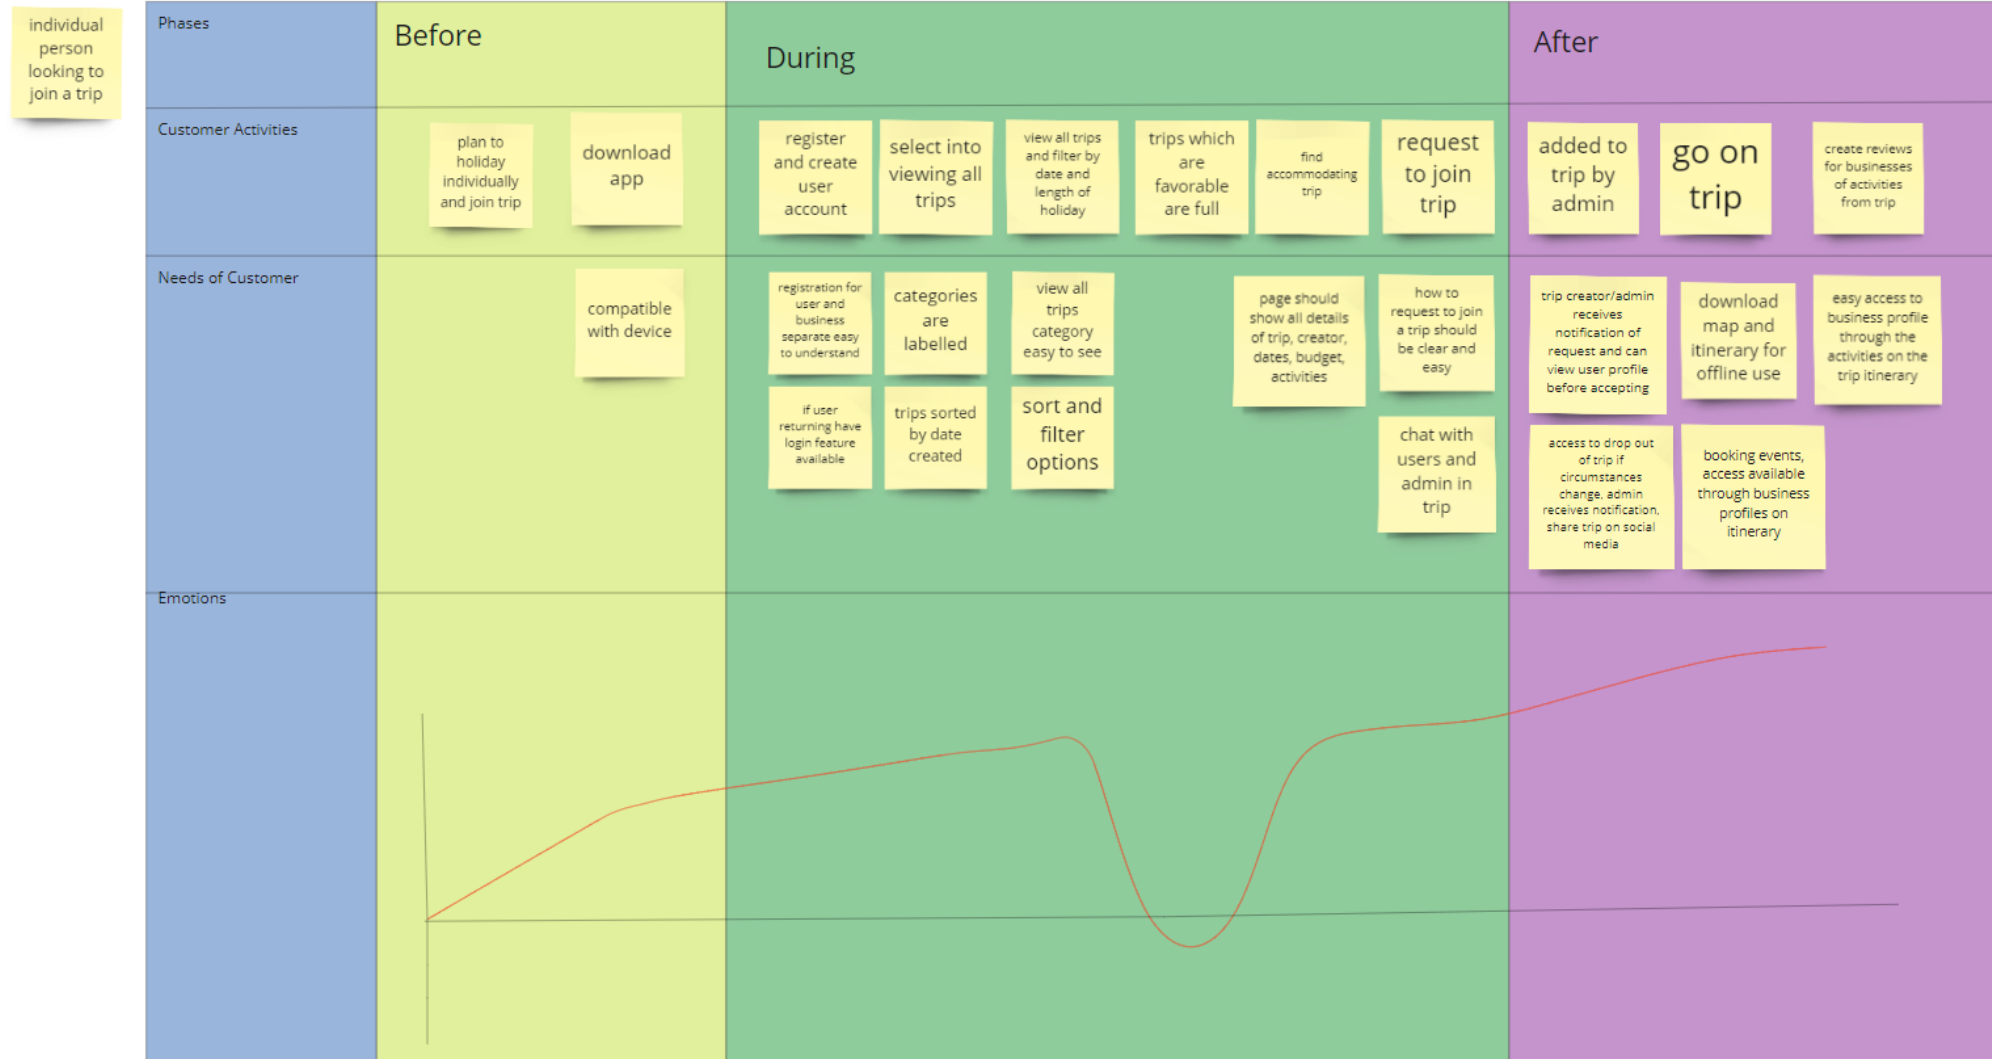 individual
person
looking to
join a trip
Phases
Before
During
After
Customer Activities
plan to
holiday
individually
and join trip
download
app
register
and create
user
account
select into
viewing all
trips
view all trips
and filter by
date and
length of
holiday
trips which
are
favorable
are full
find
accommodating
trip
request
to join
trip
added to
trip by
admin
go on
trip
create reviews
for businesses
of activities
from trip
Needs of Customer
compatible
with device
registration for
user and
business
separate easy
to understand
categories
are
labelled
view all
trips
category
easy to see
page should
show all details
of trip, creator,
dates, budget,
activities
how to
request to join
a trip should
be clear and
easy
trip creator/admin
receives
notification of
request and can
view user profile
before accepting
download
map and
itinerary for
offline use
easy access to
business profile
through the
activities on the
trip itinerary
if user
returning have
login feature
available
trips sorted
by date
created
sort and
filter
options
chat with
users and
admin in
trip
access to drop out
of trip if
circumstances
change, admin
receives notification,
share trip on social
media
booking events,
access available
through business
profiles on
itinerary
Emotions